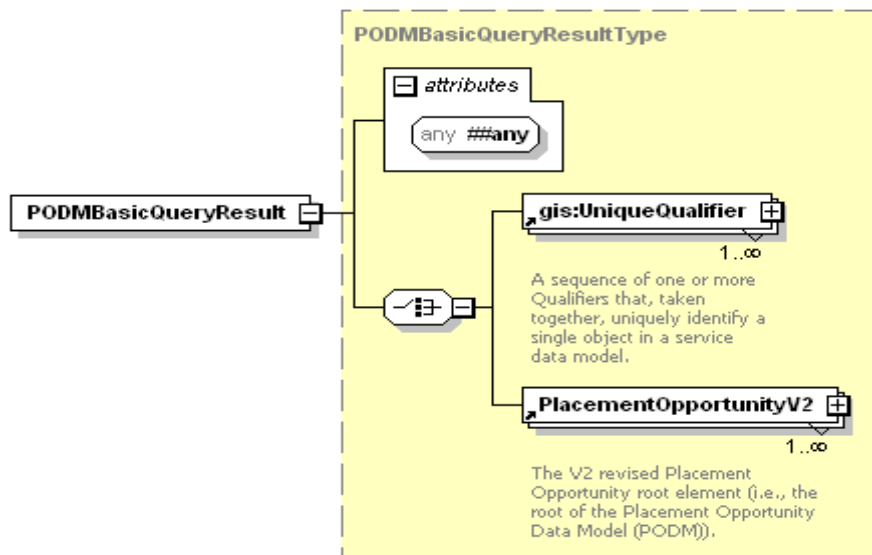 PODMBasicQueryResultType
attributes
any ##any
PODMBasicQueryResult
gis:UniqueQualifier
1..∞
A sequence of one or more
Qualifiers that, taken
together, uniquely identify a
single object in a service
data model.
PlacementOpportunityV2
1..∞
The V2 revised Placement
Opportunity root element (i.e., the
root of the Placement Opportunity
Data Model (PODM)).